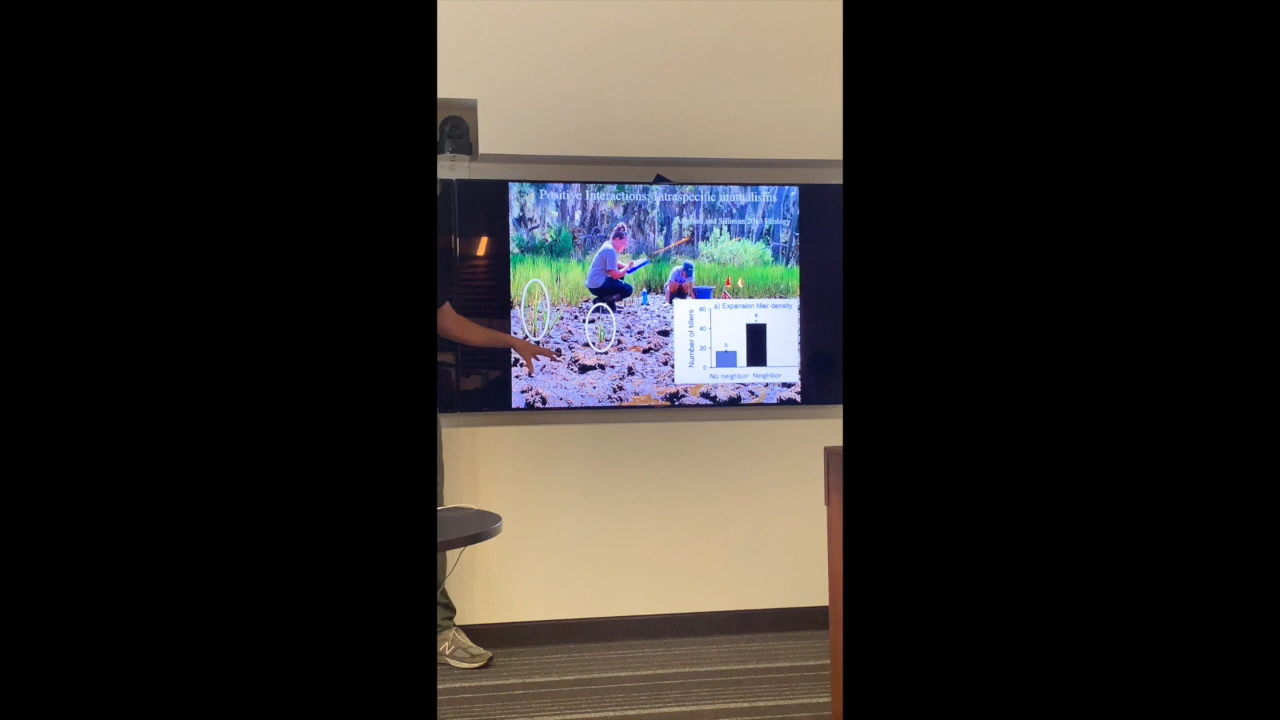 Positive Interactions: Intraspecific mutualisms
and Silliman 2013 Ecology
a) Expansion tiller density
Number of tillers
60
a
40
20
b
0
No neighbor Neighbor
N